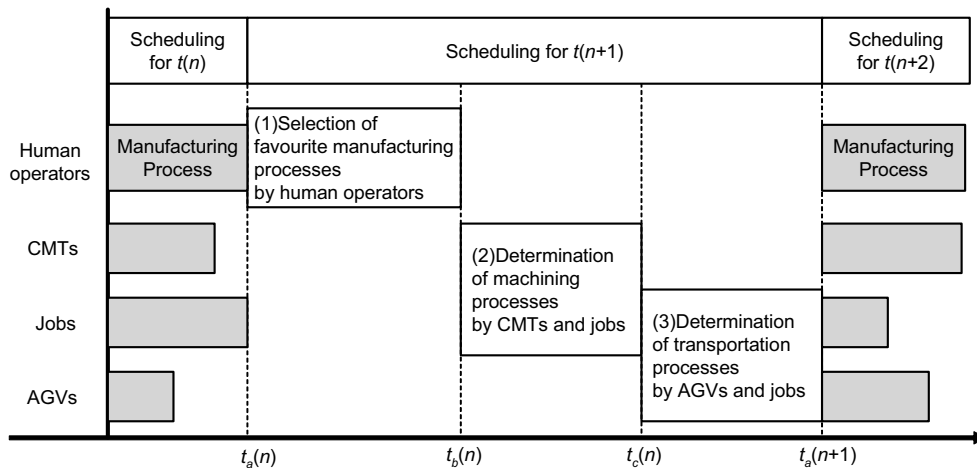 Scheduling
for t(n)
Scheduling for t(n+1)
Scheduling
for t(n+2)
Human
operators
Manufacturing
Process
(1)Selection of
favourite manufacturing
processes
by human operators
Manufacturing
Process
CMTs
(2)Determination
of machining
processes
by CMTs and jobs
Jobs
(3)Determination
of transportation
processes
by AGVs and jobs
AGVs
ta(n)
tb(n)
tc(n)
ta(n+1)